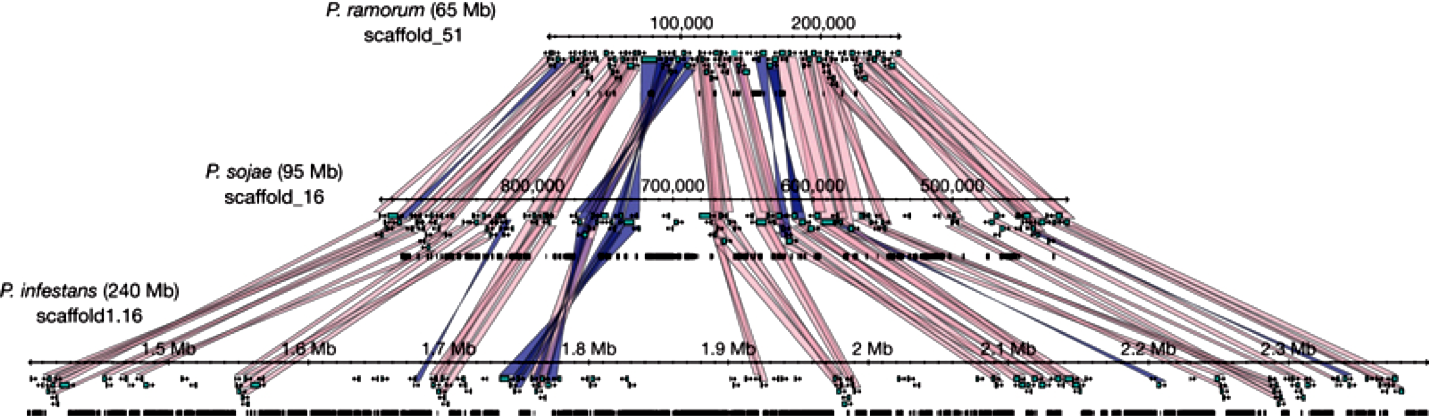 P. ramorum (65 Mb)
scaffold_51
100,000 200,000
P. sojae (95 Mb)
scaffold_16
800,000 700,000 600,000 500,000
P. infestans (240 Mb)
scaffold1.16
1.5 Mb 1.6 Mb 1.7 Mb 1.8 Mb 1.9 Mb 2 Mb 2.1 Mb 2.2 Mb 2.3 Mb